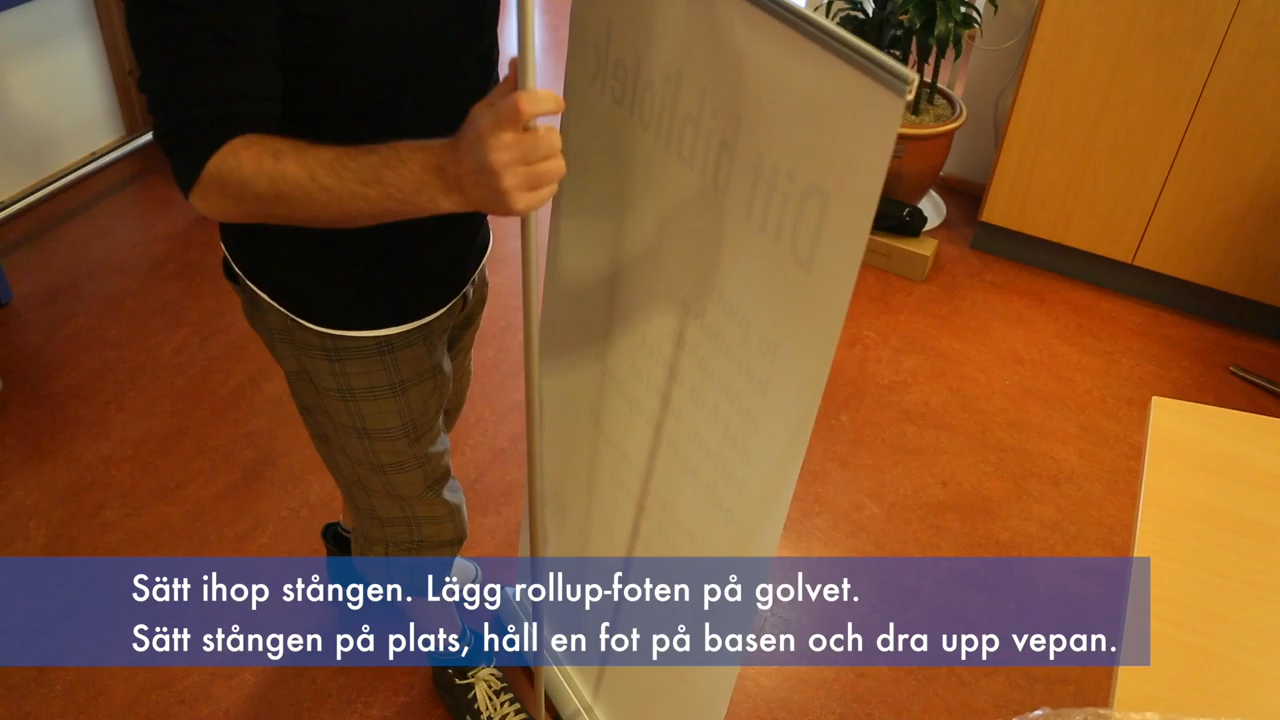 Ditt bibliotek
Sätt ihop stången. Lägg rollup-foten på golvet.
Sätt stången på plats, håll en fot på basen och dra upp vepan.